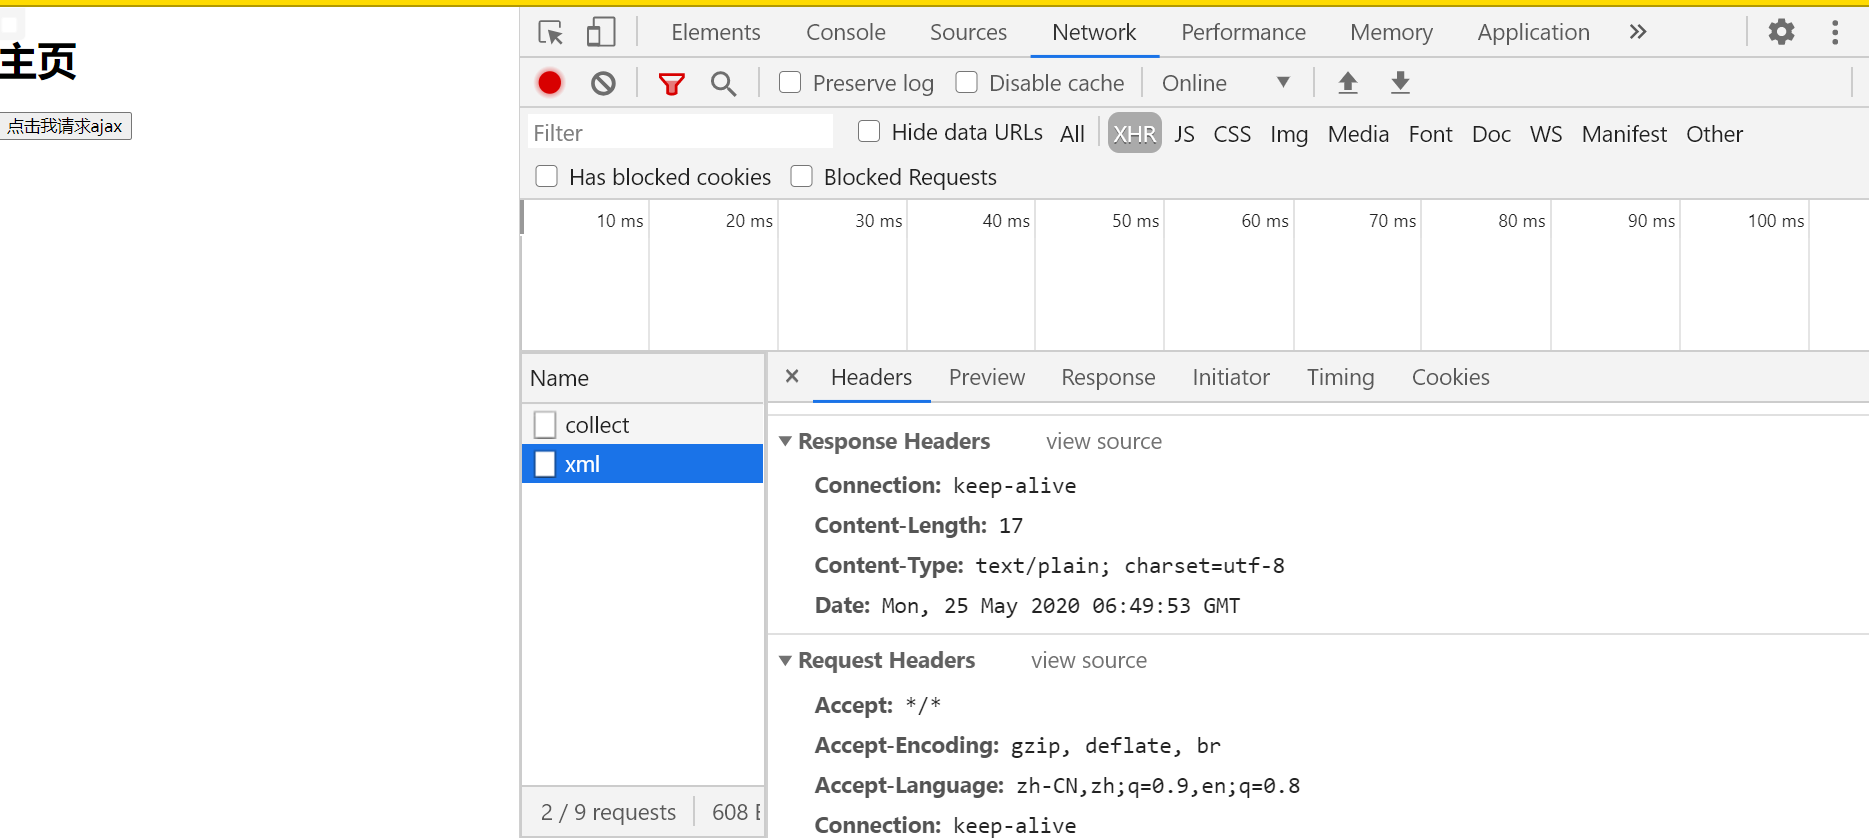 主页
点击我请求ajax
Elements Console Sources Network Performance Memory Application
Preserve log Disable cache Online
Filter Hide data URLs All XHR JS CSS Img Media Font Doc WS Manifest Other
Has blocked cookies Blocked Requests
10 ms 20 ms 30 ms 40 ms 50 ms 60 ms 70 ms 80 ms 90 ms 100 ms
Name
collect
xml
2 / 9 requests 608
Headers Preview Response Initiator Timing Cookies
Response Headers view source
Connection: keep-alive
Content-Length: 17
Content-Type: text/plain; charset=utf-8
Date: Mon, 25 May 2020 06:49:53 GMT
Request Headers view source
Accept: */*
Accept-Encoding: gzip, deflate, br
Accept-Language: zh-CN,zh;q=0.9,en;q=0.8
Connection: keep-alive